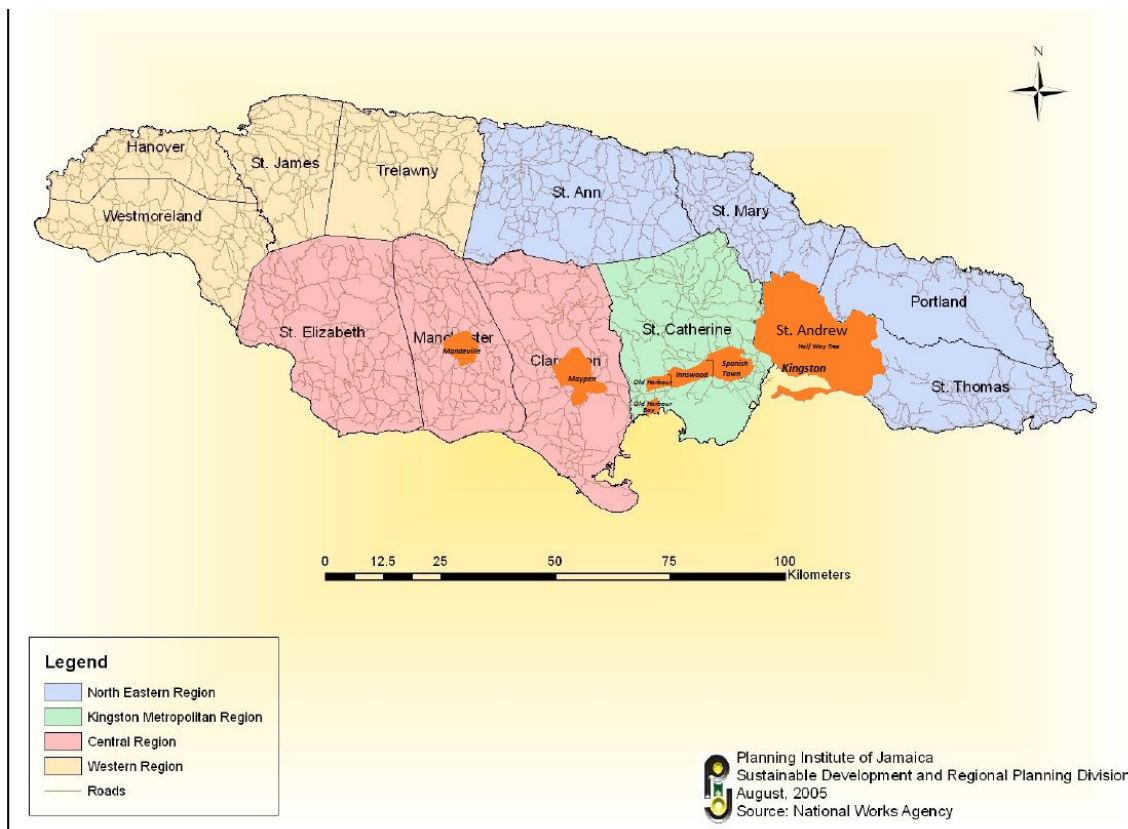 N
Hanover
St. James
Trelawny
Westmoreland
St. Ann
St. Mary
Portland
St. Elizabeth
Manchester
Mandeville
Maypen
St. Catherine
Old Harbour
Innswood
Spanish
Town
Old Harbour
Bay
St. Andrew
Half Way Tree
Kingston
St. Thomas
0 12.5 25 50 75 100
Kilometers
Legend
North Eastern Region
Kingston Metropolitan Region
Central Region
Western Region
Roads
Planning Institute of Jamaica
Sustainable Development and Regional Planning Division
August, 2005
Source: National Works Agency